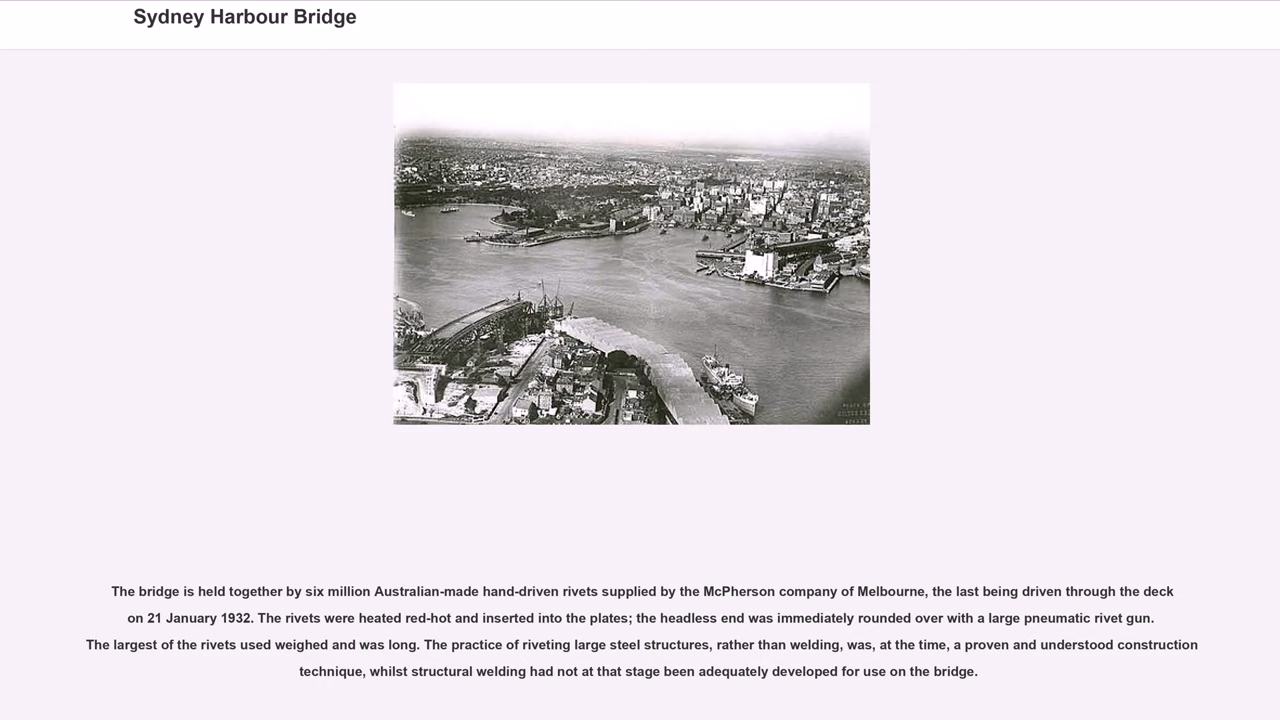 Sydney Harbour Bridge
The bridge is held together by six million Australian-made hand-driven rivets supplied by the McPherson company of Melbourne, the last being driven through the deck
on 21 January 1932. The rivets were heated red-hot and inserted into the plates; the headless end was immediately rounded over with a large pneumatic rivet gun.
The largest of the rivets used weighed and was long. The practice of riveting large steel structures, rather than welding, was, at the time, a proven and understood construction
technique, whilst structural welding had not at that stage been adequately developed for use on the bridge.